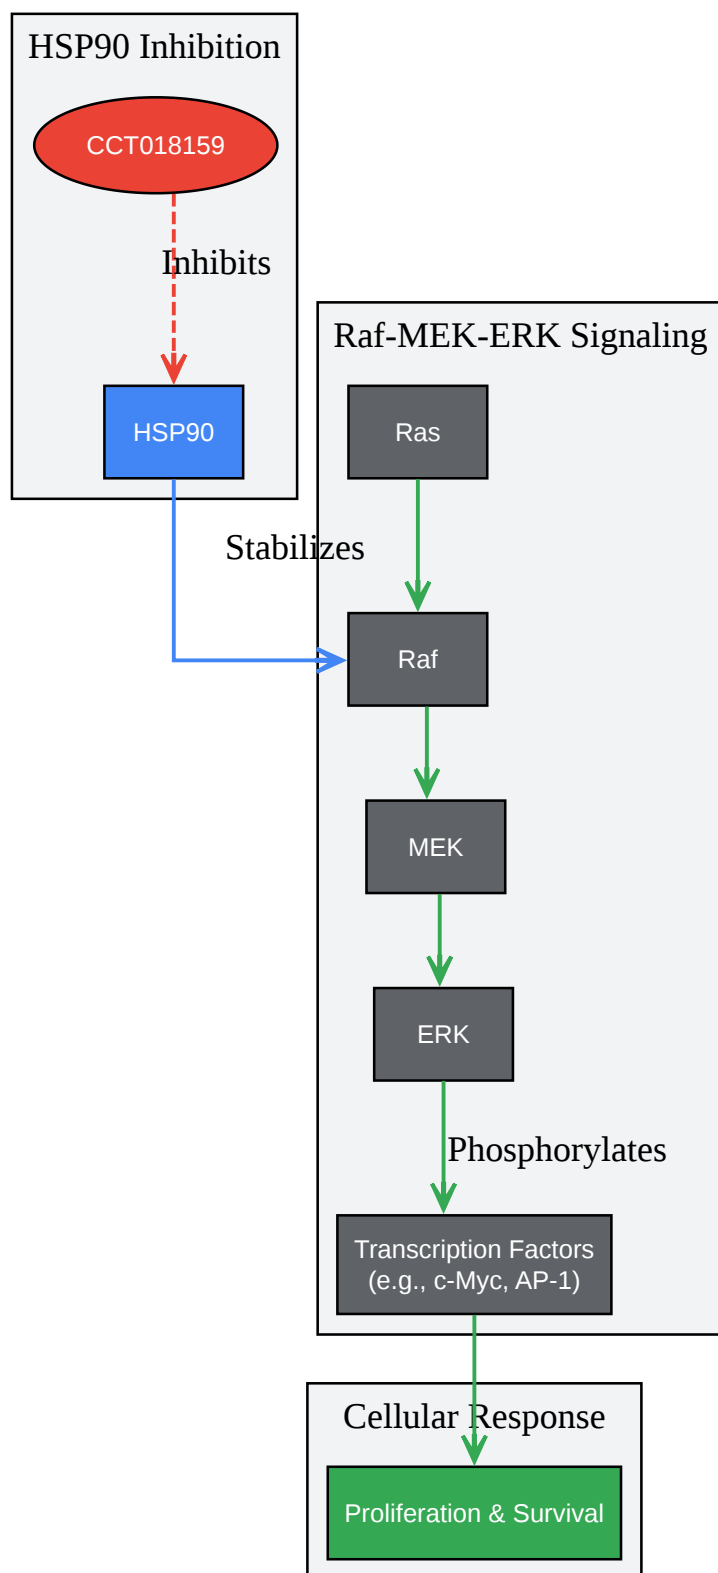 HSP90 Inhibition
CCT018159
Inhibits
HSP90
Raf-MEK-ERK Signaling
Ras
Stabilizes
Raf
MEK
ERK
Phosphorylates
Transcription Factors
(e.g., c-Myc, AP-1)
Cellular Response
Proliferation & Survival